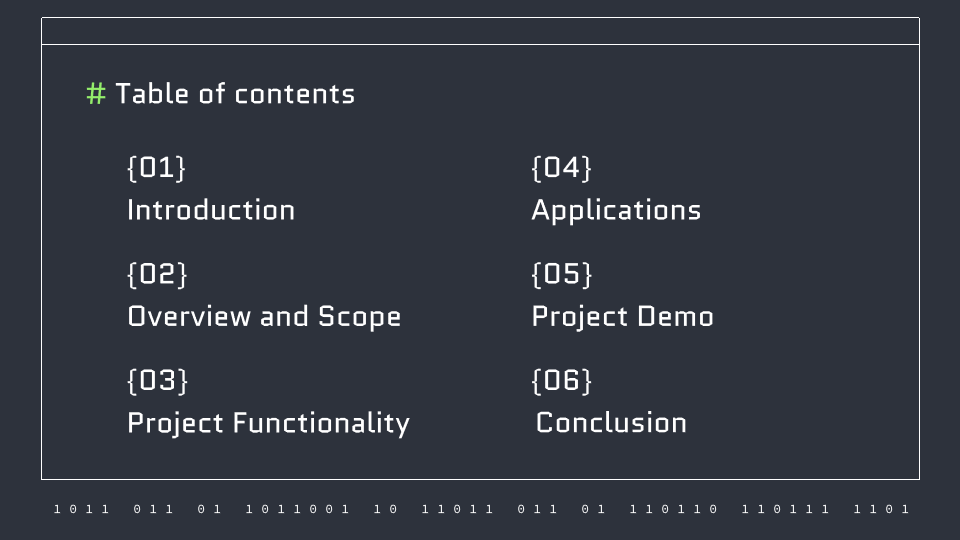 # Table of contents
{01}
Introduction
{02}
Overview and Scope
{03}
Project Functionality
{04}
Applications
{05}
Project Demo
{06}
Conclusion
1011 011 01 1011001 10 11011 011 01 110110 110111 1101